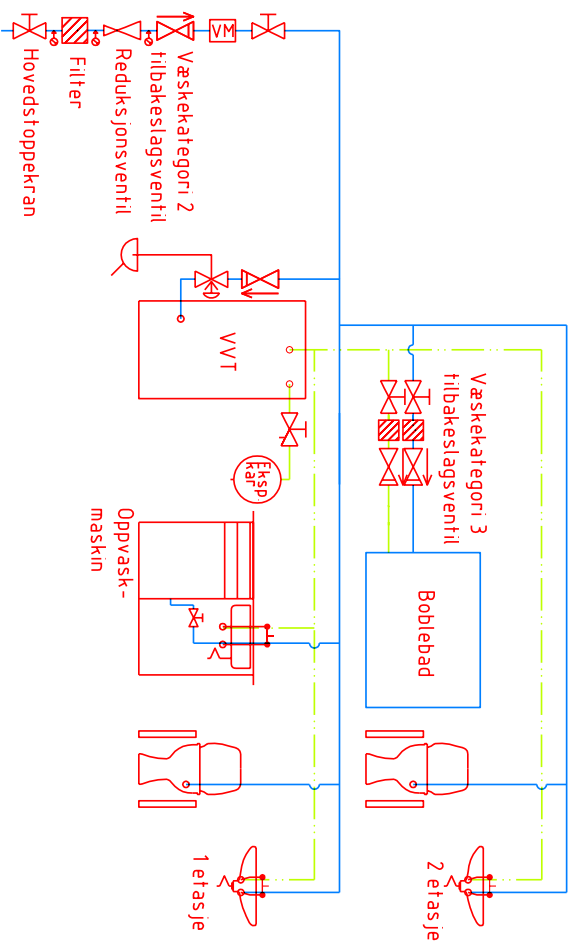 Hovedstoppekran
Filter
Reduksjonsventil
Væskekategori 2
tilbakeslagsventil
VM
VVT
Eksp.
kar
Oppvask-
maskin
Væskekategori 3
tilbakeslagsventil
Boblebad
1 etasje
2 etasje